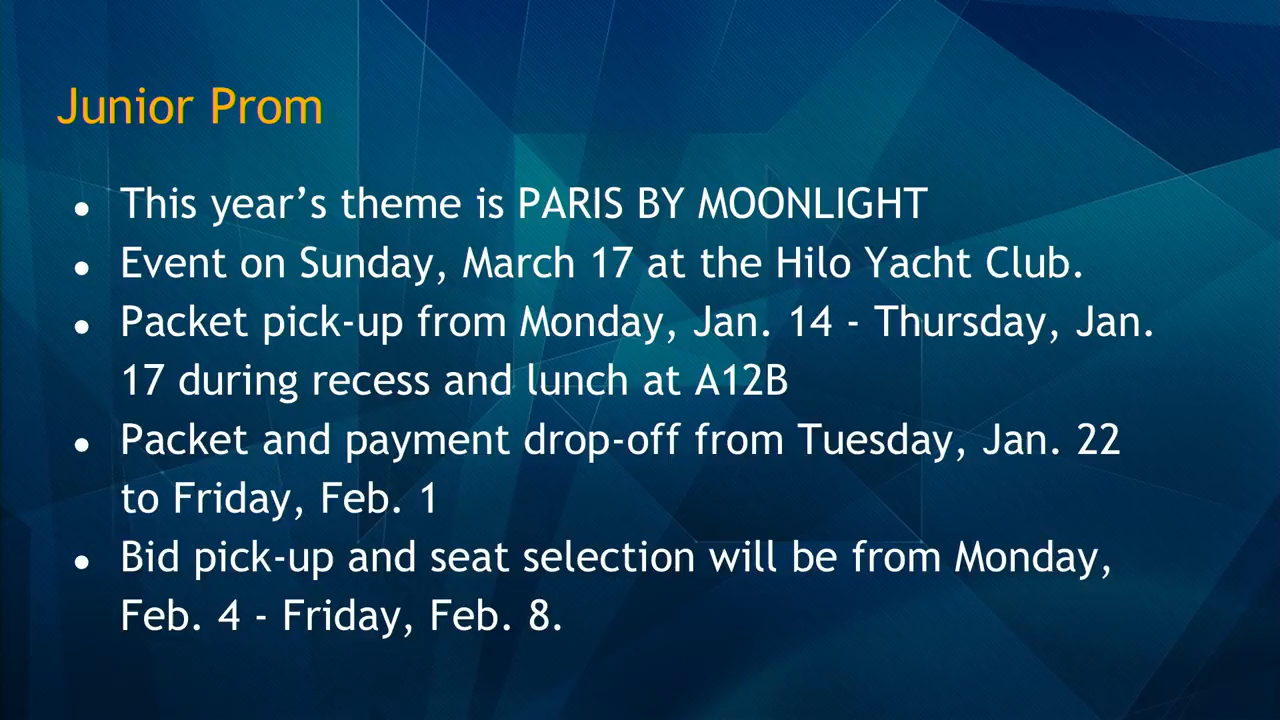 Junior Prom
● This year’s theme is PARIS BY MOONLIGHT
● Event on Sunday, March 17 at the Hilo Yacht Club.
● Packet pick-up from Monday, Jan. 14 - Thursday, Jan.
17 during recess and lunch at A12B
● Packet and payment drop-off from Tuesday, Jan. 22
to Friday, Feb. 1
● Bid pick-up and seat selection will be from Monday,
Feb. 4 - Friday, Feb. 8.